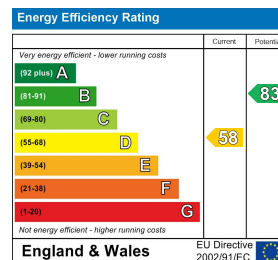 Energy Efficiency Rating
Current Potenti
Very energy efficient - lower running costs
(92 plus) A
(81-91) B
(69-80) C
(55-68) D
(39-54) E
(21-38) F
(1-20) G
58
83
Not energy efficient - higher running costs
England & Wales
EU Directive
2002/91/EC